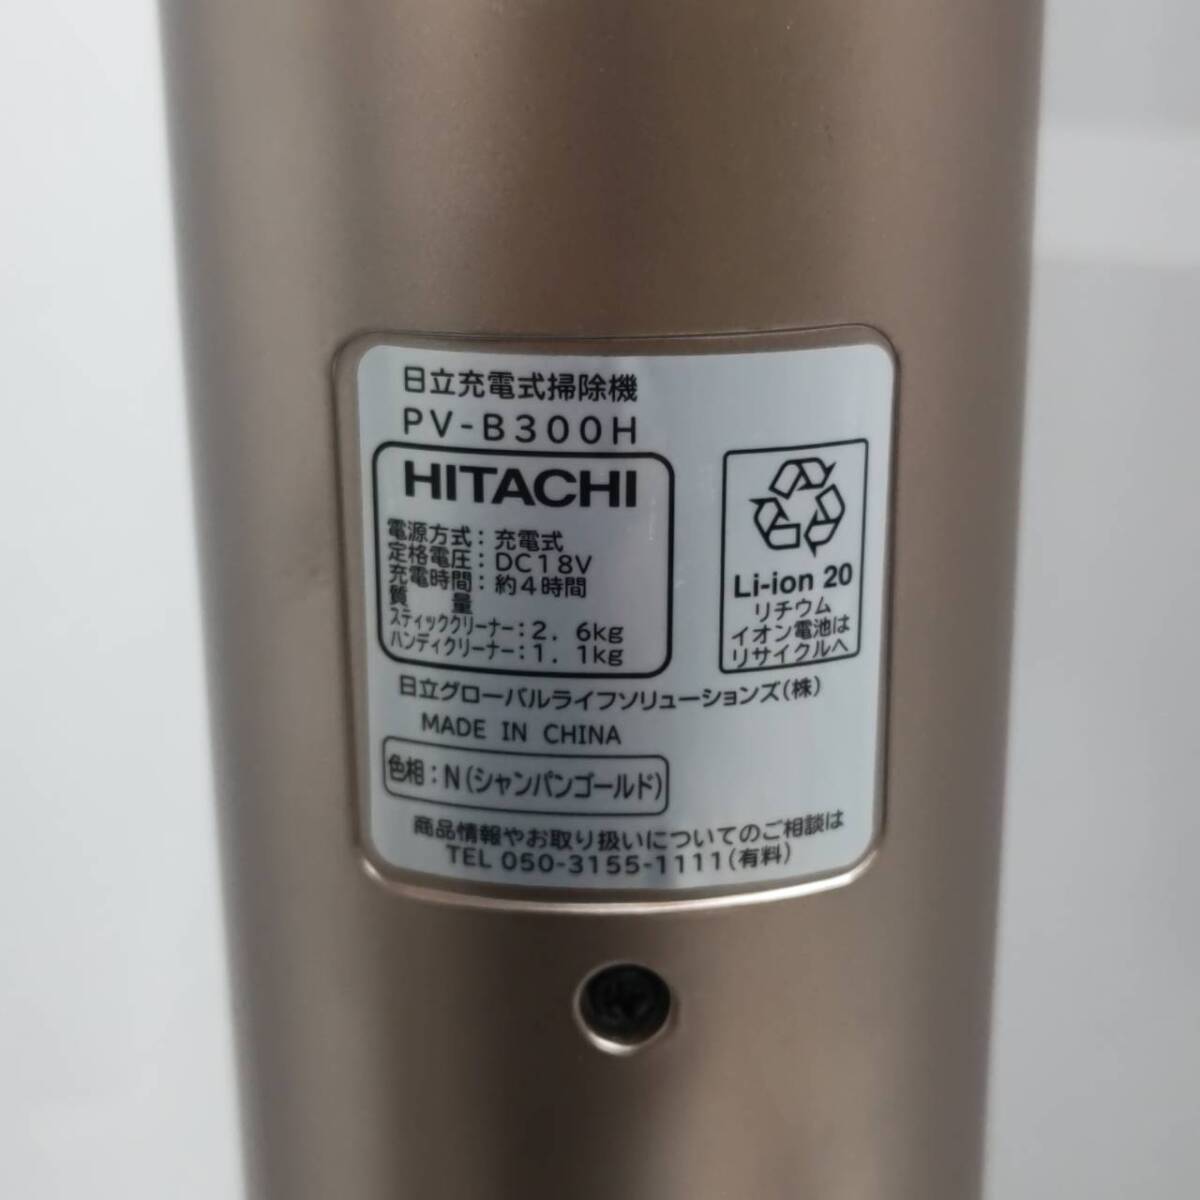 日立充電式掃除機
PV-B300H
HITACHI
電源方式：充電式
定格電圧：DC18V
充電時間：約4時間
質　　量
スティッククリーナー：2．6kg
ハンディクリーナー：1．1kg
Li-ion 20
リチウム
イオン電池は
リサイクルへ
日立グローバルライフソリューションズ(株)
MADE IN CHINA
色相：N(シャンパンゴールド)
商品情報やお取り扱いについてのご相談は
TEL 050-3155-1111(有料)